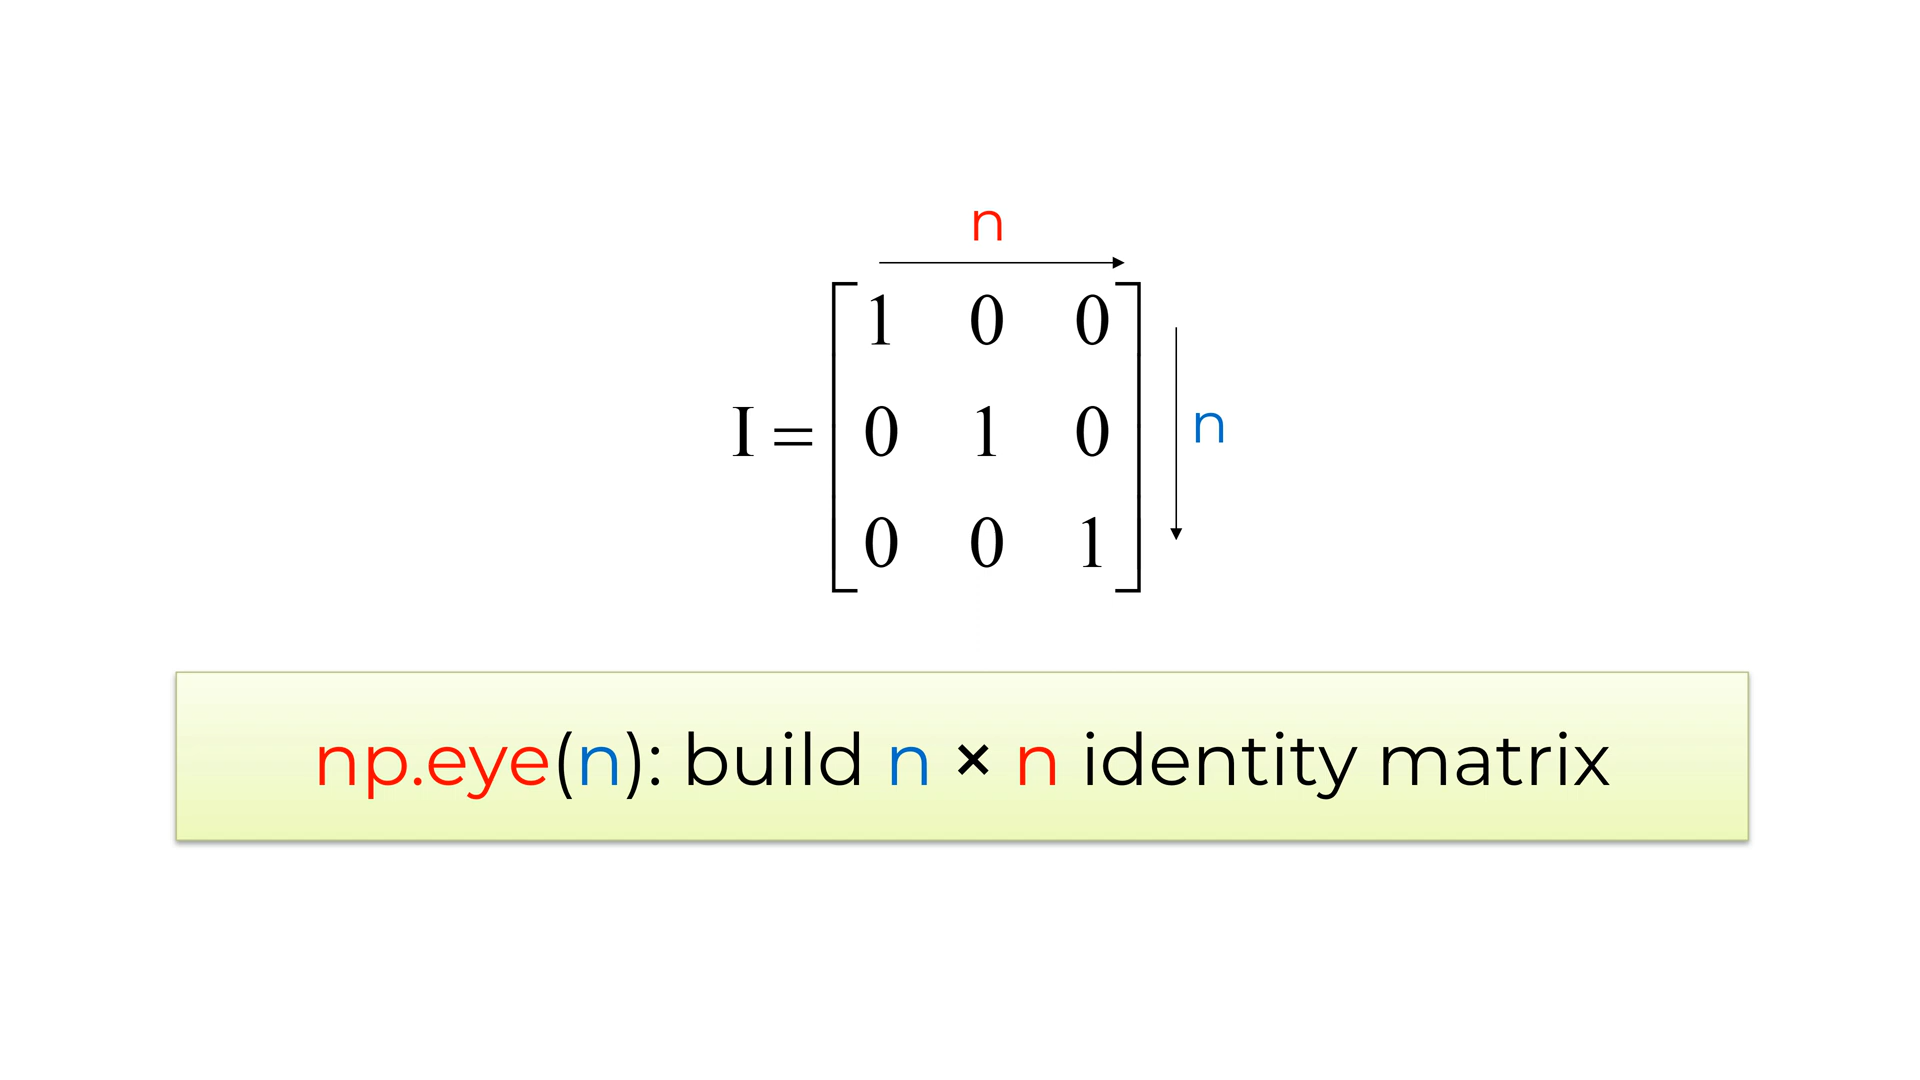 n
1 0 0
I = 0 1 0 n
0 0 1
np.eye(n): build n × n identity matrix